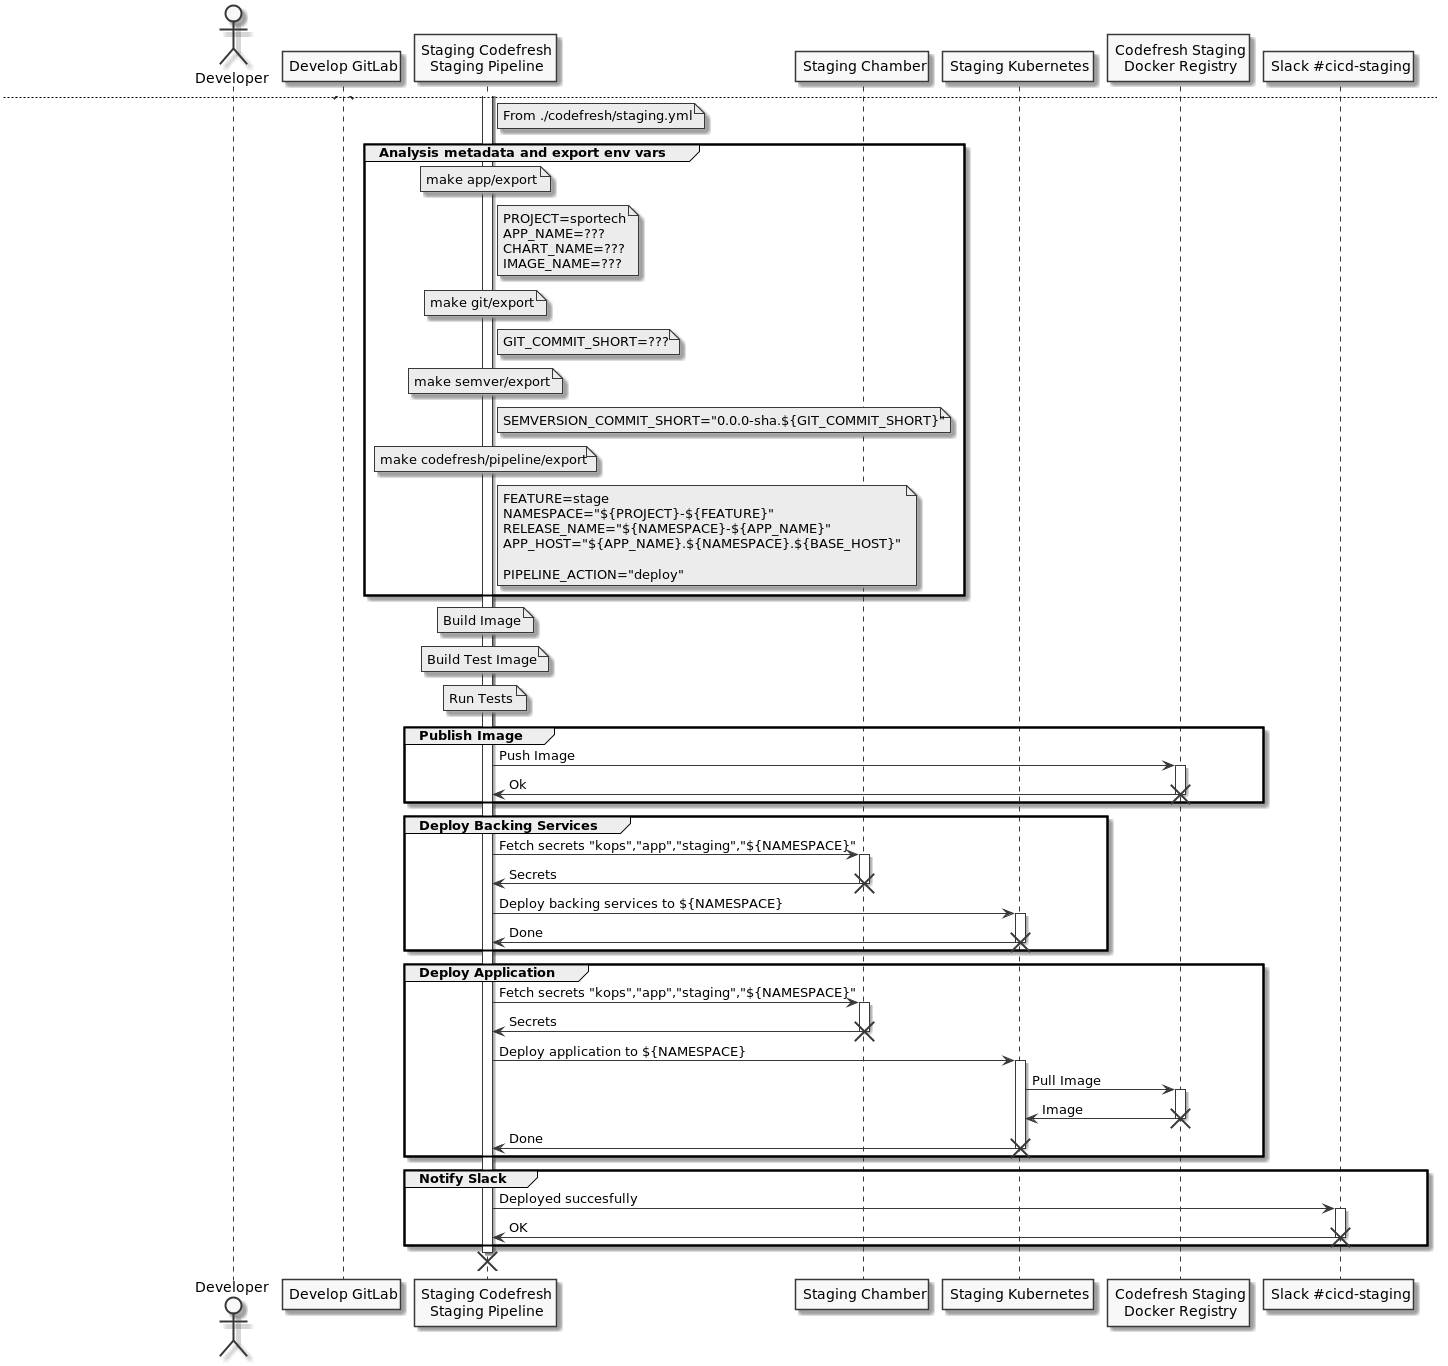 Developer
Develop GitLab
Staging Codefresh
Staging Pipeline
Staging Chamber
Staging Kubernetes
Codefresh Staging
Docker Registry
Slack #cicd-staging
From ./codefresh/staging.yml
Analysis metadata and export env vars
make app/export
PROJECT=sportech
APP_NAME=???
CHART_NAME=???
IMAGE_NAME=???
make git/export
GIT_COMMIT_SHORT=???
make semver/export
SEMVERSION_COMMIT_SHORT="0.0.0-sha.${GIT_COMMIT_SHORT}"
make codefresh/pipeline/export
FEATURE=stage
NAMESPACE="${PROJECT}-${FEATURE}"
RELEASE_NAME="${NAMESPACE}-${APP_NAME}"
APP_HOST="${APP_NAME}.${NAMESPACE}.${BASE_HOST}"
PIPELINE_ACTION="deploy"
Build Image
Build Test Image
Run Tests
Publish Image
Push Image
Ok
Deploy Backing Services
Fetch secrets "kops","app","staging","${NAMESPACE}"
Secrets
Deploy backing services to ${NAMESPACE}
Done
Deploy Application
Fetch secrets "kops","app","staging","${NAMESPACE}"
Secrets
Deploy application to ${NAMESPACE}
Pull Image
Image
Done
Notify Slack
Deployed succesfully
OK
Developer
Develop GitLab
Staging Codefresh
Staging Pipeline
Staging Chamber
Staging Kubernetes
Codefresh Staging
Docker Registry
Slack #cicd-staging